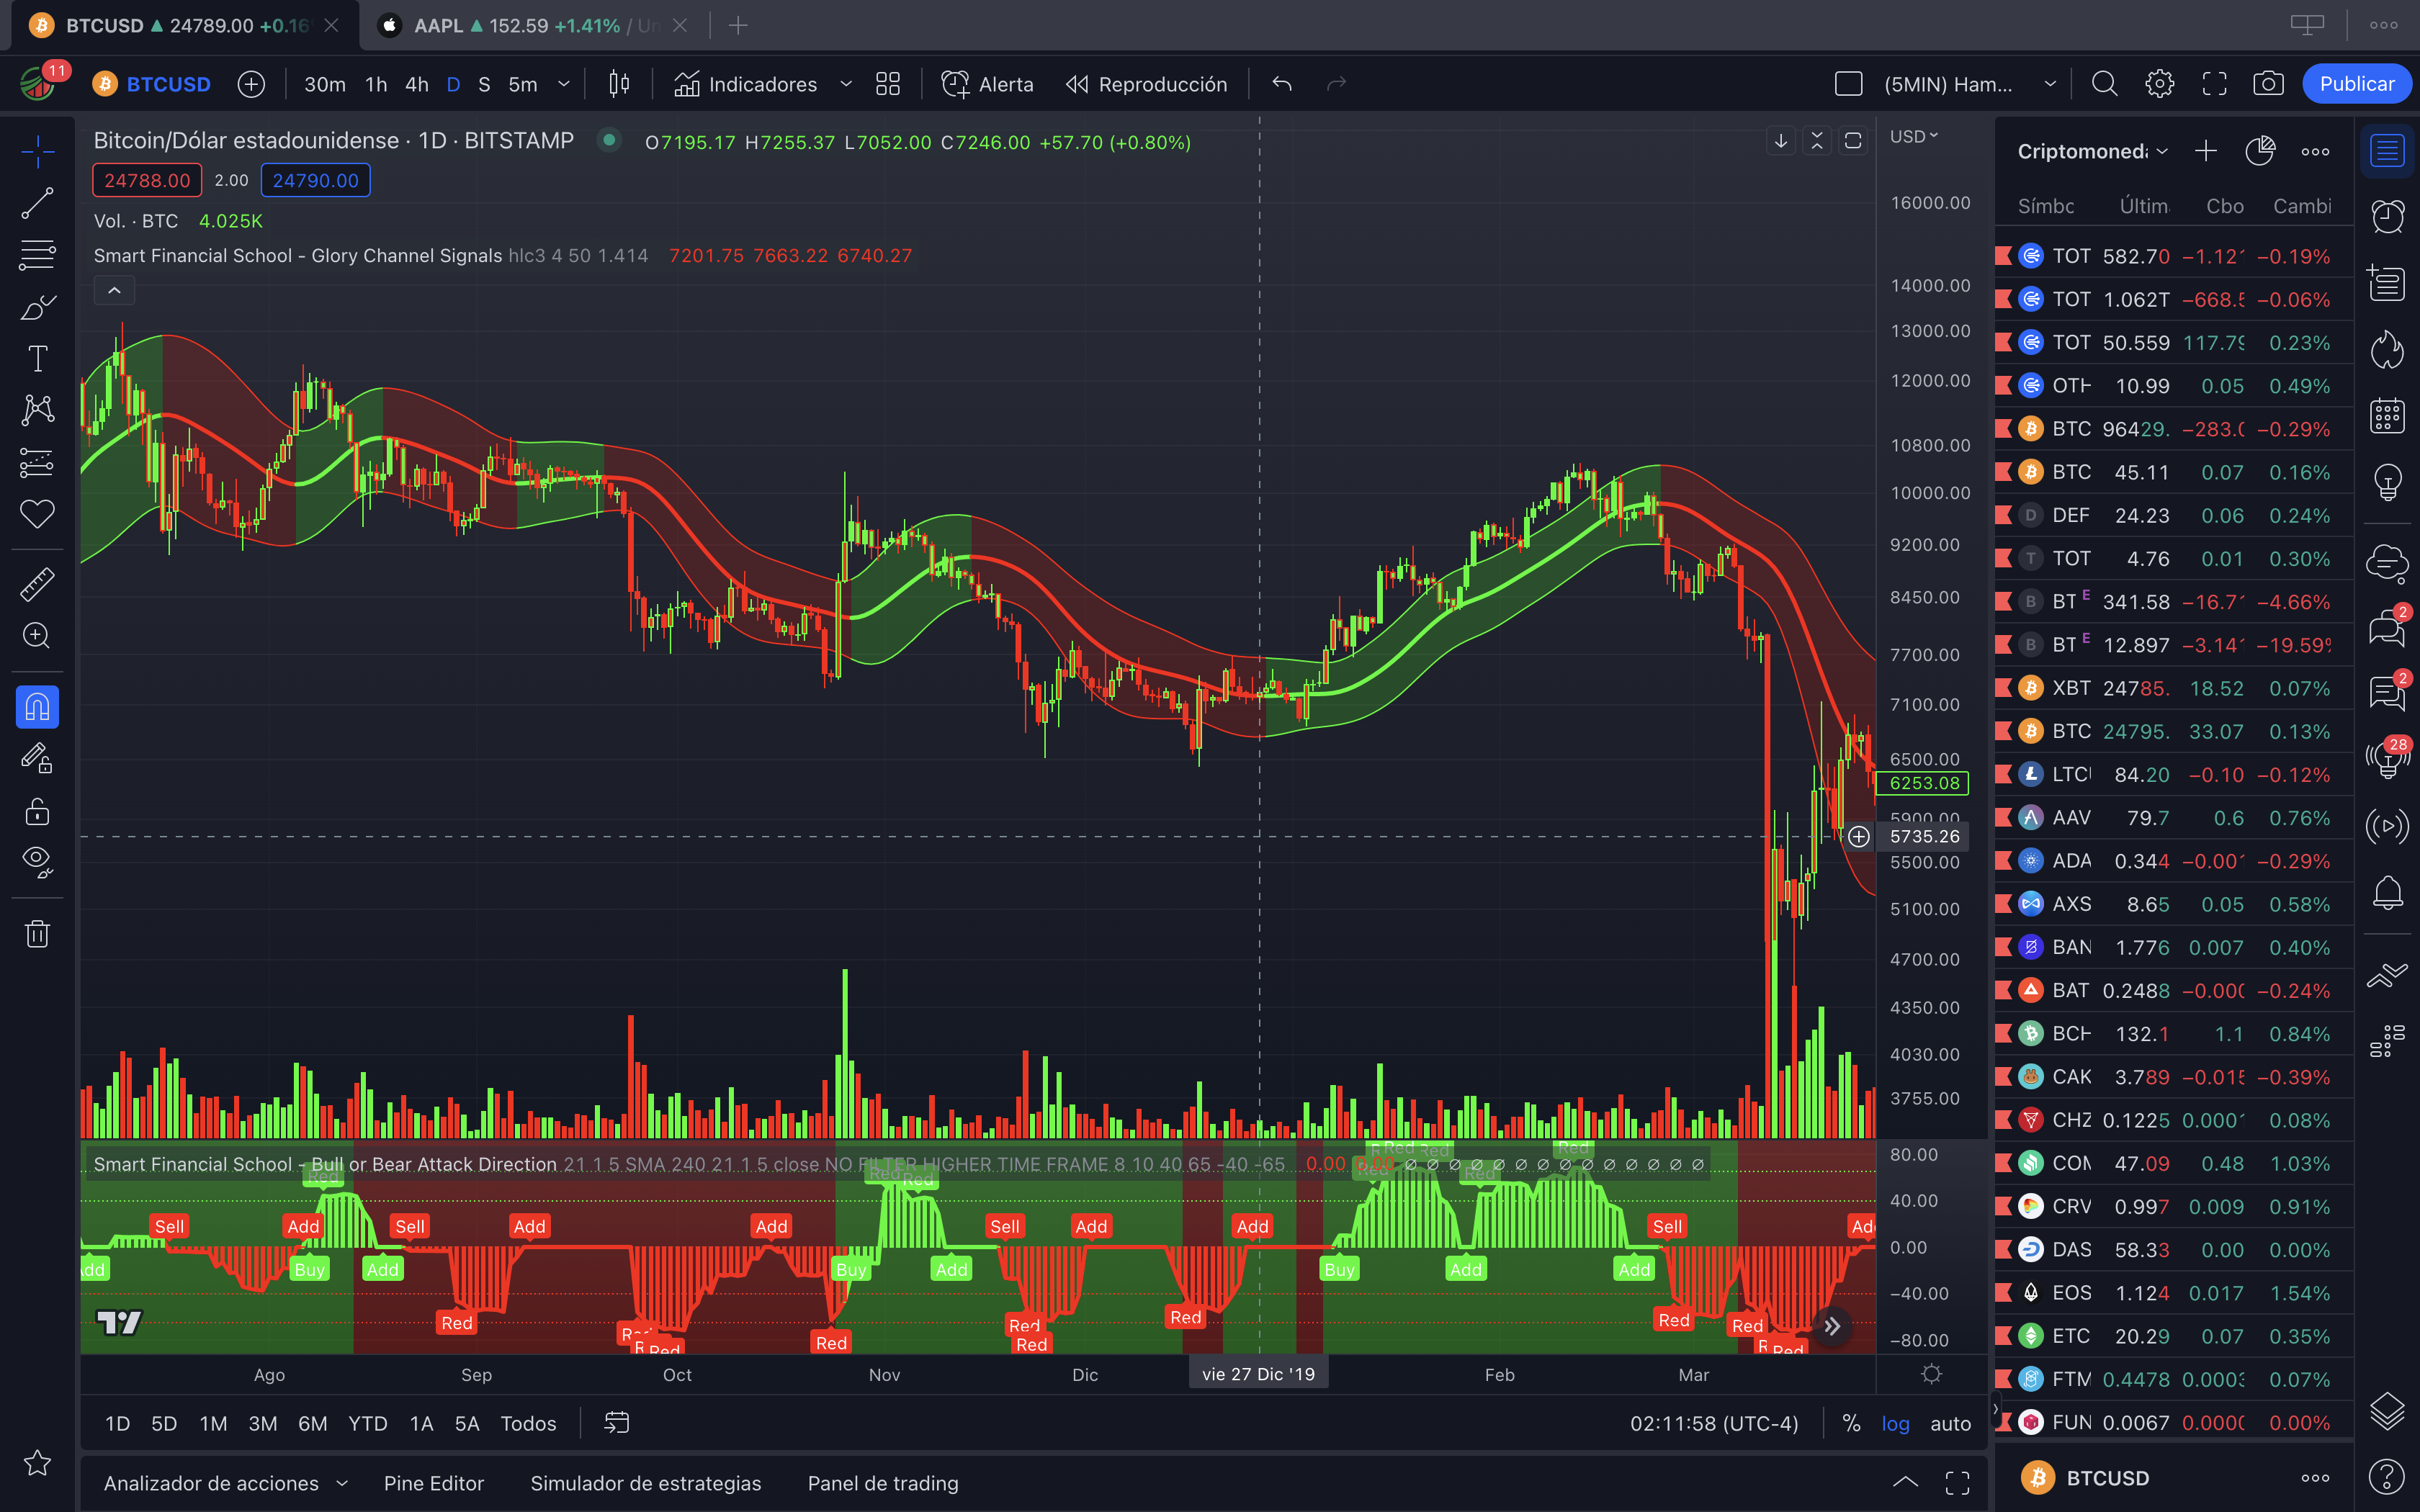 BTCUSD ▲ 24789.00 +0.16
AAPL ▲ 152.59 +1.41% / Un
11
BTCUSD
30m 1h 4h D S 5m
Indicadores
Alerta
Reproducción
(5MIN) Ham...
Publicar
Bitcoin/Dólar estadounidense · 1D · BITSTAMP
O7195.17 H7255.37 L7052.00 C7246.00 +57.70 (+0.80%)
24788.00 2.00 24790.00
Vol. · BTC 4.025K
Smart Financial School - Glory Channel Signals hlc3 4 50 1.414 7201.75 7663.22 6740.27
USD
16000.00
14000.00
13000.00
12000.00
10800.00
10000.00
9200.00
8450.00
7700.00
7100.00
6500.00
6253.08
5900.00
5735.26
5500.00
5100.00
4700.00
4350.00
4030.00
3755.00
Smart Financial School - Bull or Bear Attack Direction 21 1 5 SMA 240 21 1 5 close NO FILTER HIGHER TIME FRAME 8 10 40 65 -40 -65 0.00 0.00 ∅ ∅ ∅ ∅ ∅ ∅ ∅ ∅ ∅ ∅ ∅ ∅ ∅ ∅
Red Red Red Red Red Red Red Red
Sell Add Sell Add Add Sell Add Add Sell Ad
dd Buy Add Buy Add Buy Add Add
Red Red Red Red Red Red Red Red Red Red
80.00
40.00
0.00
−40.00
−80.00
Ago Sep Oct Nov Dic vie 27 Dic '19 Feb Mar
1D 5D 1M 3M 6M YTD 1A 5A Todos
02:11:58 (UTC-4) % log auto
Analizador de acciones Pine Editor Simulador de estrategias Panel de trading
Criptomoned
Símbo Últim Cbo Cambi
TOT 582.70 −1.12 −0.19%
TOT 1.062T −668.5 −0.06%
TOT 50.559 117.79 0.23%
OTH 10.99 0.05 0.49%
BTC 96429. −283.0 −0.29%
BTC 45.11 0.07 0.16%
D DEF 24.23 0.06 0.24%
T TOT 4.76 0.01 0.30%
B BT E 341.58 −16.7 −4.66%
B BT E 12.897 −3.14 −19.59
XBT 24785. 18.52 0.07%
BTC 24795. 33.07 0.13%
LTC 84.20 −0.10 −0.12%
AAV 79.7 0.6 0.76%
ADA 0.344 −0.00 −0.29%
AXS 8.65 0.05 0.58%
BAN 1.776 0.007 0.40%
BAT 0.2488 −0.00 −0.24%
BCH 132.1 1.1 0.84%
CAK 3.789 −0.01 −0.39%
CHZ 0.1225 0.000 0.08%
COM 47.09 0.48 1.03%
CRV 0.997 0.009 0.91%
DAS 58.33 0.00 0.00%
EOS 1.124 0.017 1.54%
ETC 20.29 0.07 0.35%
FTM 0.4478 0.000 0.07%
FUN 0.0067 0.000 0.00%
BTCUSD
2
2
28